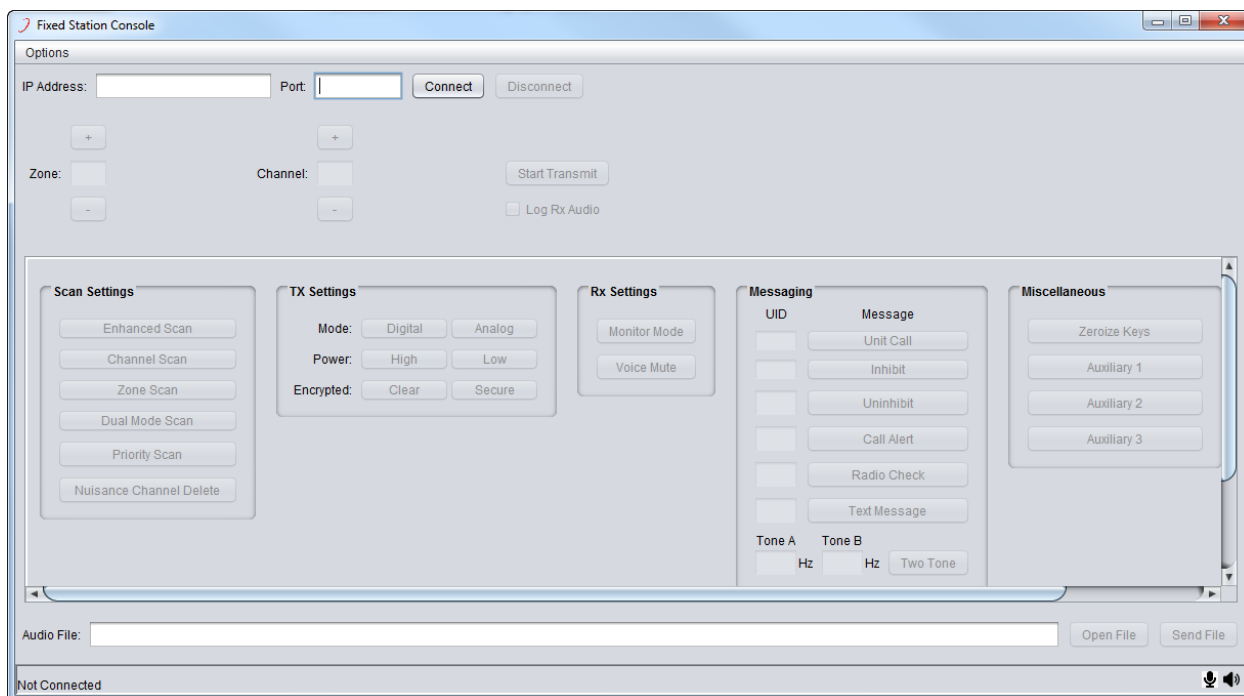 Fixed Station Console
Options
IP Address: Port: Connect Disconnect
+ +
Zone: Channel: Start Transmit
- - Log Rx Audio
Scan Settings
Enhanced Scan
Channel Scan
Zone Scan
Dual Mode Scan
Priority Scan
Nuisance Channel Delete
TX Settings
Mode: Digital Analog
Power: High Low
Encrypted: Clear Secure
Rx Settings
Monitor Mode
Voice Mute
Messaging
UID Message
Unit Call
Inhibit
Uninhibit
Call Alert
Radio Check
Text Message
Tone A Tone B
Hz Hz Two Tone
Miscellaneous
Zeroize Keys
Auxiliary 1
Auxiliary 2
Auxiliary 3
Audio File: Open File Send File
Not Connected